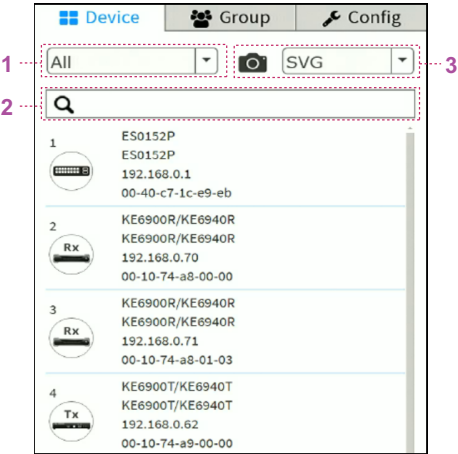 Device Group Config
1 All SVG 3
2
1
ES0152P
ES0152P
192.168.0.1
00-40-c7-1c-e9-eb
2
Rx
KE6900R/KE6940R
KE6900R/KE6940R
192.168.0.70
00-10-74-a8-00-00
3
Rx
KE6900R/KE6940R
KE6900R/KE6940R
192.168.0.71
00-10-74-a8-01-03
4
Tx
KE6900T/KE6940T
KE6900T/KE6940T
192.168.0.62
00-10-74-a9-00-00